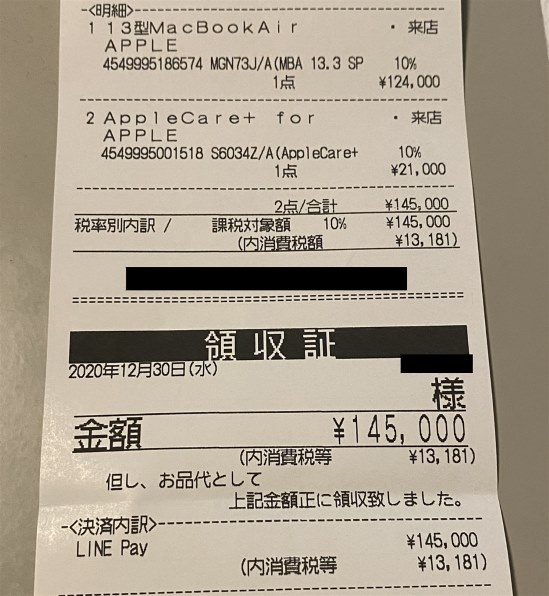 -<明細>-
1 13型MacBookAir ・ 来店
APPLE
4549995186574 MGN73J/A(MBA 13.3 SP 10%
1点 ¥124,000
2 AppleCare+ for ・ 来店
APPLE
4549995001518 S6034Z/A(AppleCare+ 10%
1点 ¥21,000
2点/合計 ¥145,000
税率別内訳 / 課税対象額 10% ¥145,000
(内消費税額 ¥13,181)
領収証
2020年12月30日(水)
様
金額 ¥145,000
(内消費税等 ¥13,181)
但し、お品代として
上記金額正に領収致しました。
-<決済内訳>-
LINE Pay ¥145,000
(内消費税等 ¥13,181)